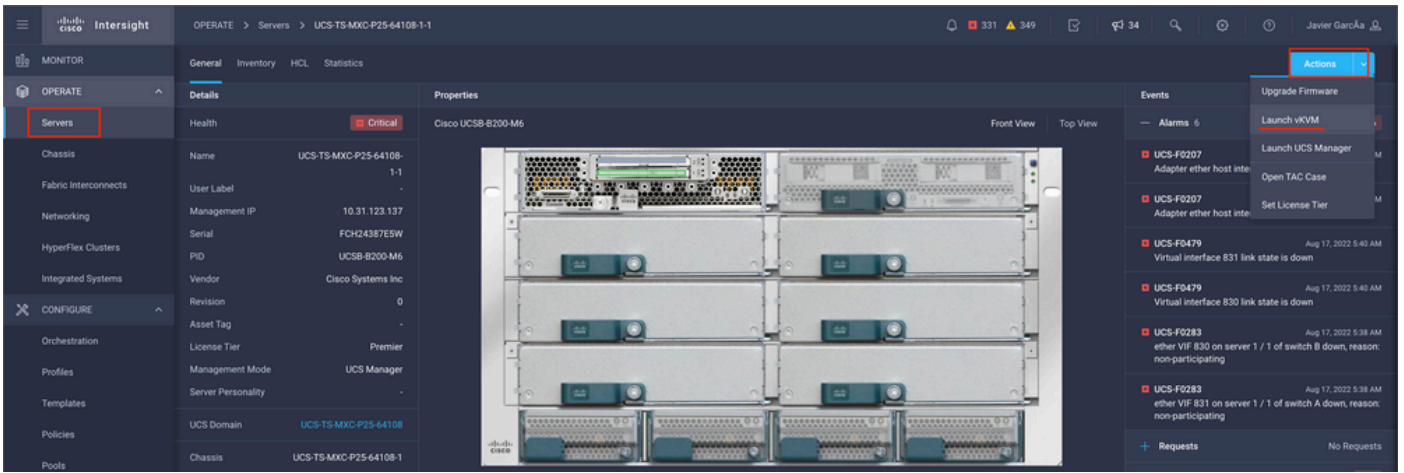 cisco Intersight
OPERATE > Servers > UCS-TS-MXC-P25-64108-1-1
331 349
34
Javier GarcÃa
MONITOR
OPERATE
Servers
Chassis
Fabric Interconnects
Networking
HyperFlex Clusters
Integrated Systems
CONFIGURE
Orchestration
Profiles
Templates
Policies
Pools
General Inventory HCL Statistics
Actions
Upgrade Firmware
Launch vKVM
Launch UCS Manager
Open TAC Case
Set License Tier
Details
Health Critical
Name UCS-TS-MXC-P25-64108-
1-1
User Label -
Management IP 10.31.123.137
Serial FCH24387E5W
PID UCSB-B200-M6
Vendor Cisco Systems Inc
Revision 0
Asset Tag -
License Tier Premier
Management Mode UCS Manager
Server Personality -
UCS Domain UCS-TS-MXC-P25-64108
Chassis UCS-TS-MXC-P25-64108-1
Properties
Cisco UCSB-B200-M6
Front View Top View
cisco
Events
Alarms 6
UCS-F0207 M
Adapter ether host inte
UCS-F0207 M
Adapter ether host inte
UCS-F0479 Aug 17, 2022 5:40 AM
Virtual interface 831 link state is down
UCS-F0479 Aug 17, 2022 5:40 AM
Virtual interface 830 link state is down
UCS-F0283 Aug 17, 2022 5:38 AM
ether VIF 830 on server 1 / 1 of switch B down, reason:
non-participating
UCS-F0283 Aug 17, 2022 5:38 AM
ether VIF 831 on server 1 / 1 of switch A down, reason:
non-participating
+ Requests No Requests